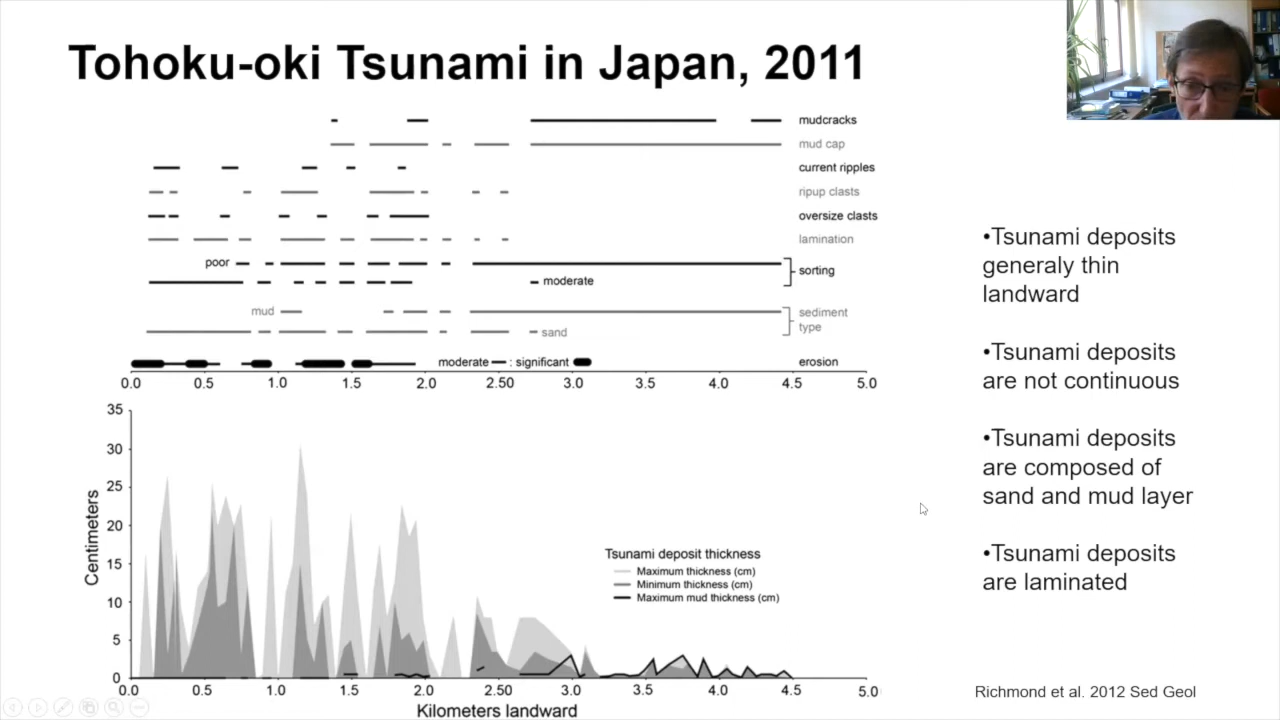 Tohoku-oki Tsunami in Japan, 2011
mudcracks
mud cap
current ripples
ripup clasts
oversize clasts
lamination
poor
sorting
moderate
mud
sediment
type
sand
moderate : significant
erosion
0.0 0.5 1.0 1.5 2.0 2.50 3.0 3.5 4.0 4.5 5.0
35
30
25
20
15
10
5
0
Centimeters
Tsunami deposit thickness
Maximum thickness (cm)
Minimum thickness (cm)
Maximum mud thickness (cm)
0.0 0.5 1.0 1.5 2.0 2.50 3.0 3.5 4.0 4.5 5.0
Kilometers landward
•Tsunami deposits
generaly thin
landward
•Tsunami deposits
are not continuous
•Tsunami deposits
are composed of
sand and mud layer
•Tsunami deposits
are laminated
Richmond et al. 2012 Sed Geol